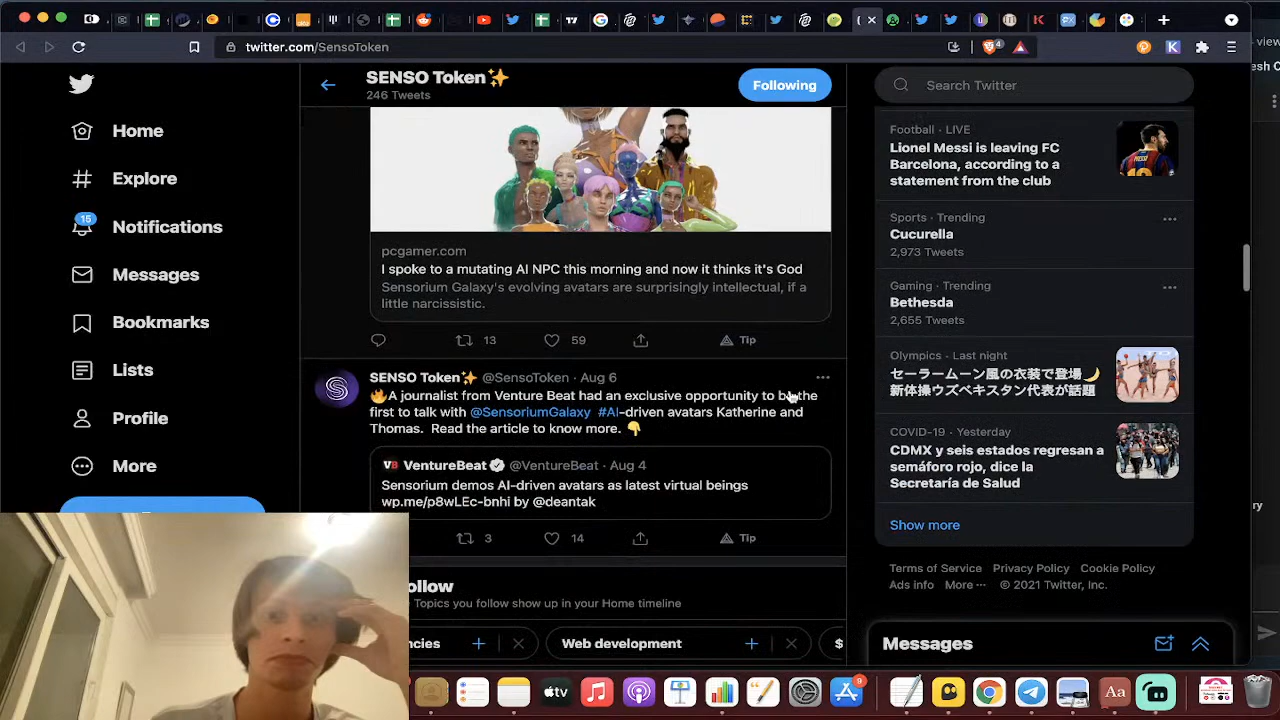 twitter.com/SensoToken
4
SENSO Token✨
246 Tweets
Following
Search Twitter
Home
Explore
15
Notifications
Messages
Bookmarks
Lists
Profile
More
pcgamer.com
I spoke to a mutating AI NPC this morning and now it thinks it's God
Sensorium Galaxy's evolving avatars are surprisingly intellectual, if a
little narcissistic.
13
59
Tip
SENSO Token✨ @SensoToken · Aug 6
🔥A journalist from Venture Beat had an exclusive opportunity to be the
first to talk with @SensoriumGalaxy #AI-driven avatars Katherine and
Thomas. Read the article to know more. 👇
VB VentureBeat @VentureBeat · Aug 4
Sensorium demos AI-driven avatars as latest virtual beings
wp.me/p8wLEc-bnhi by @deantak
3
14
Tip
ollow
Topics you follow show up in your Home timeline
ncies
Web development
$
Football · LIVE
Lionel Messi is leaving FC
Barcelona, according to a
statement from the club
Sports · Trending
Cucurella
2,973 Tweets
Gaming · Trending
Bethesda
2,655 Tweets
Olympics · Last night
セーラームーン風の衣装で登場🌙
新体操ウズベキスタン代表が話題
COVID-19 · Yesterday
CDMX y seis estados regresan a
semáforo rojo, dice la
Secretaría de Salud
Show more
Terms of Service Privacy Policy Cookie Policy
Ads info More ··· © 2021 Twitter, Inc.
Messages
view
esh C
ry
tv
9
Aa